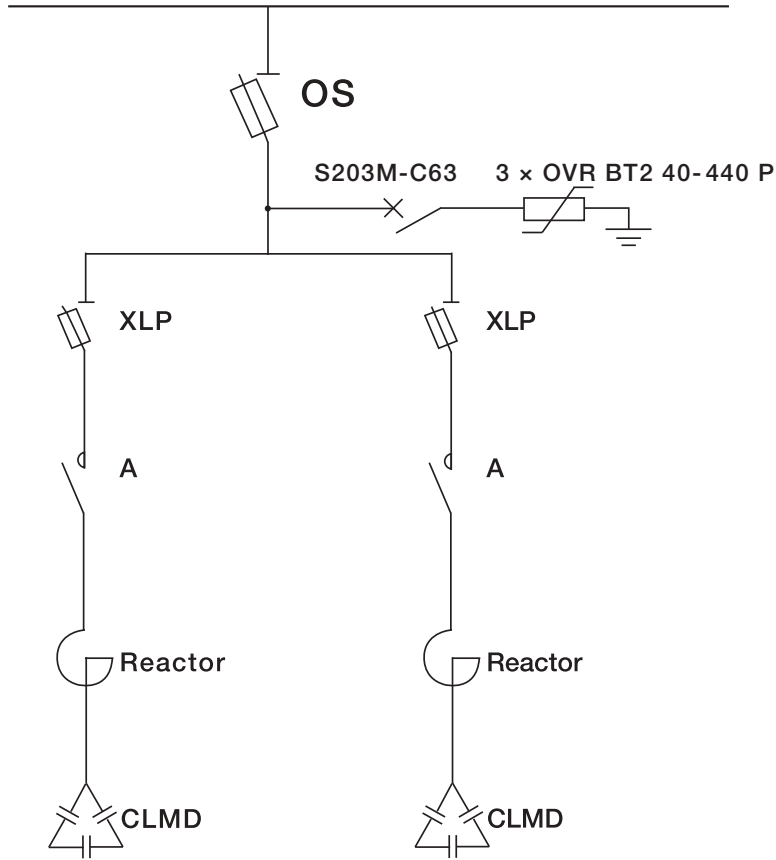 OS
S203M-C63 3 × OVR BT2 40-440 P
XLP XLP
A A
Reactor Reactor
CLMD CLMD